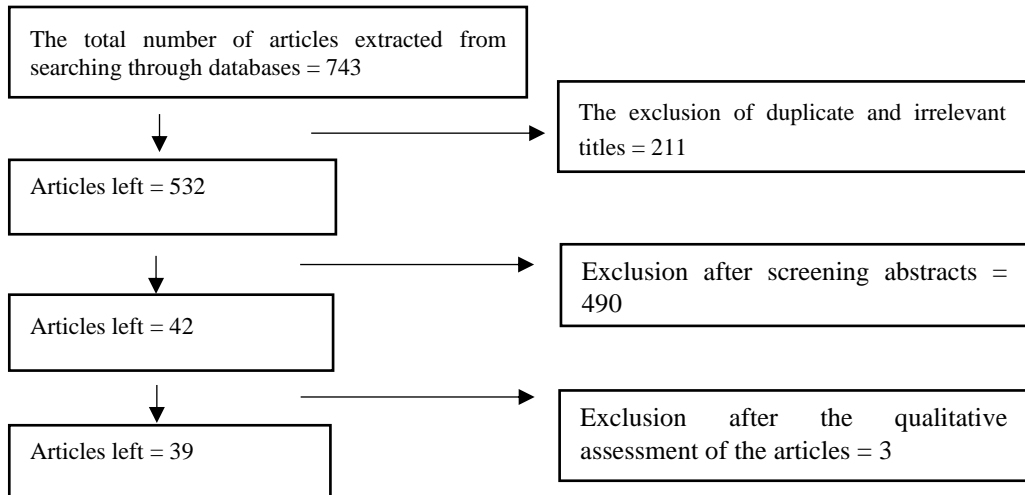 The total number of articles extracted from
searching through databases = 743
The exclusion of duplicate and irrelevant
titles = 211
Articles left = 532
Exclusion after screening abstracts =
490
Articles left = 42
Exclusion after the qualitative
assessment of the articles = 3
Articles left = 39